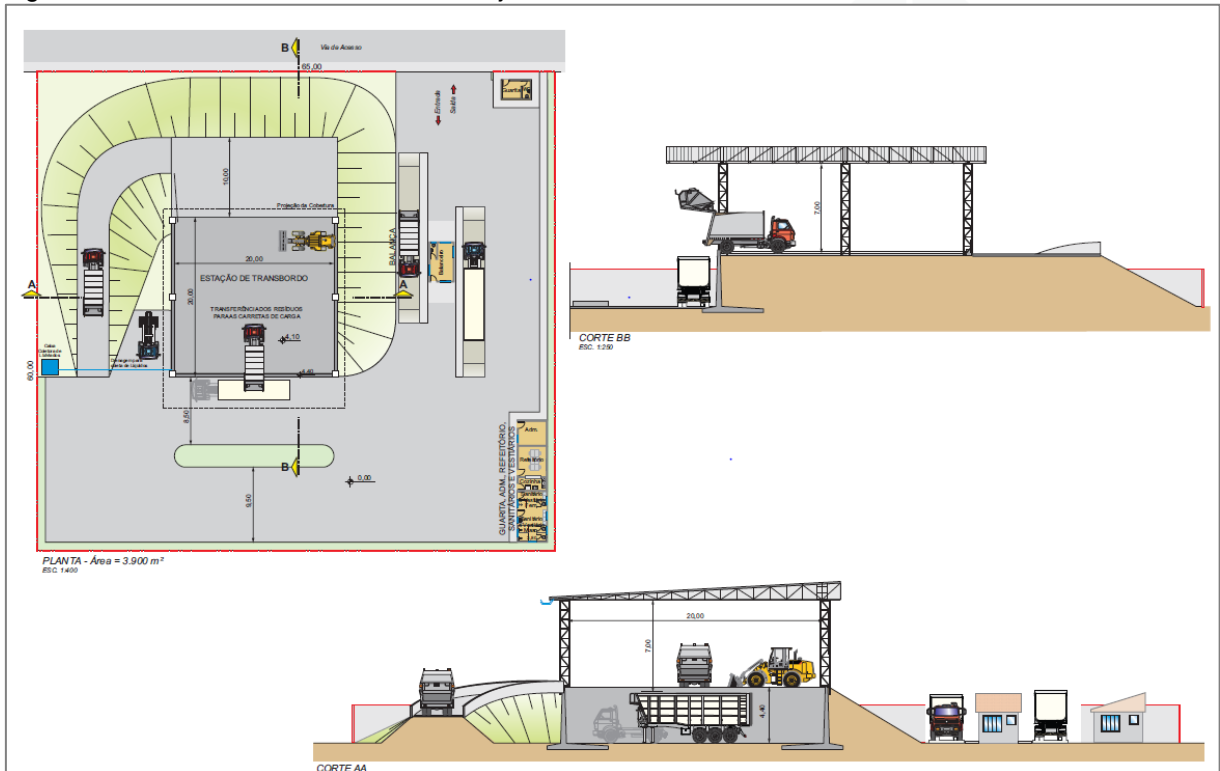 B
Via de Acesso
65,00
Guarita
Entrada
Saída
10,00
Projeção da Cobertura
BALANÇA
20,00
20,00
ESTAÇÃO DE TRANSBORDO
A
A
TRANSFERÊNCIADOS RESÍDUOS
PARAAS CARRETAS DE CARGA
4,10
4,40
60,00
8,50
B
0,00
9,50
GUARITA, ADM., REFEITÓRIO,
SANITÁRIOS E VESTIÁRIOS
Adm.
Cozinha
PLANTA - Área = 3.900 m²
ESC. 1:400
7,00
CORTE BB
ESC. 1:250
20,00
7,00
4,40
CORTE AA